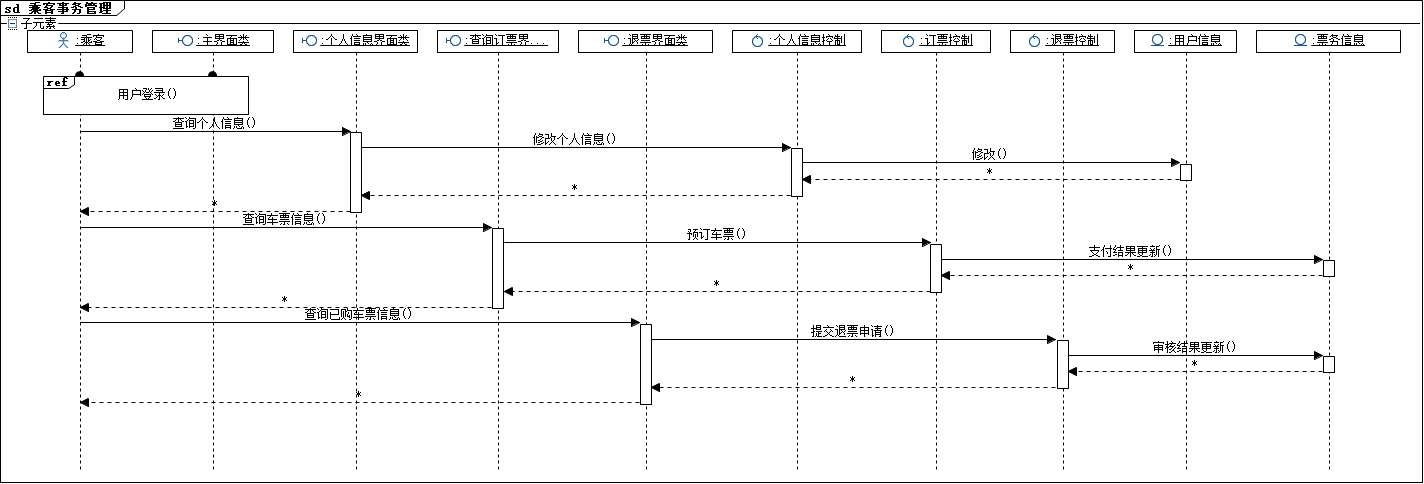 sd 乘客事务管理
子元素
:乘客
:主界面类
:个人信息界面类
:查询订票界...
:退票界面类
:个人信息控制
:订票控制
:退票控制
:用户信息
:票务信息
ref
用户登录()
查询个人信息()
修改个人信息()
修改()
*
*
*
查询车票信息()
预订车票()
支付结果更新()
*
*
*
查询已购车票信息()
提交退票申请()
审核结果更新()
*
*
*